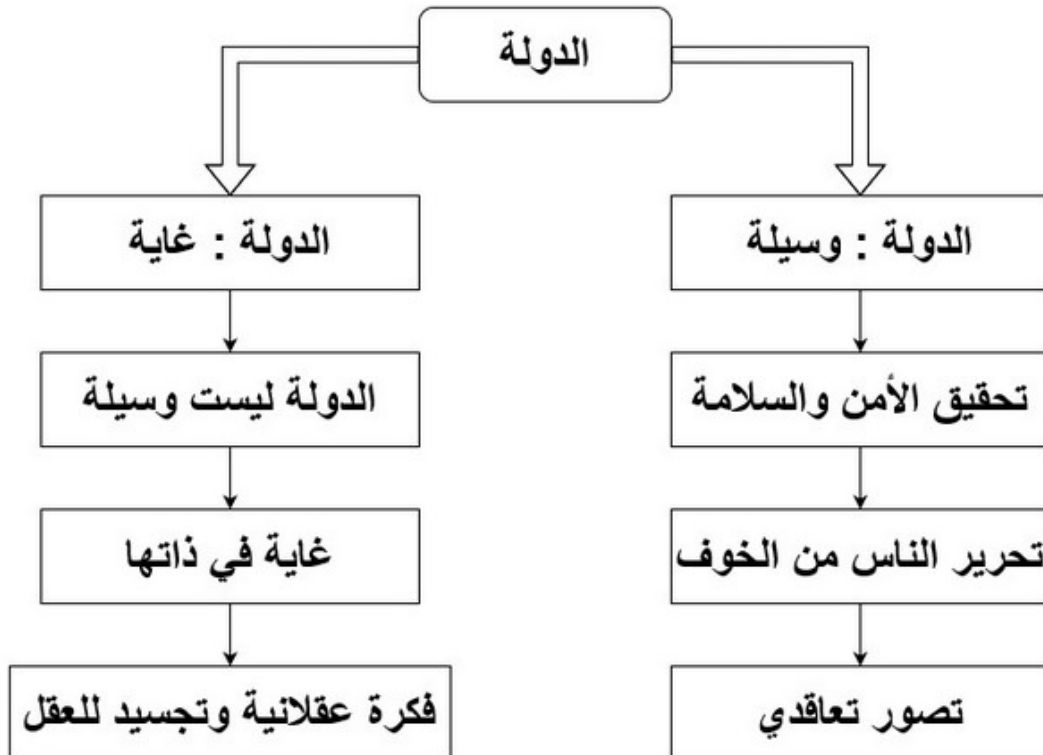 الدولة
الدولة : وسيلة
تحقيق الأمن والسلامة
تحرير الناس من الخوف
تصور تعاقدي
الدولة : غاية
الدولة ليست وسيلة
غاية في ذاتها
فكرة عقلانية وتجسيد للعقل